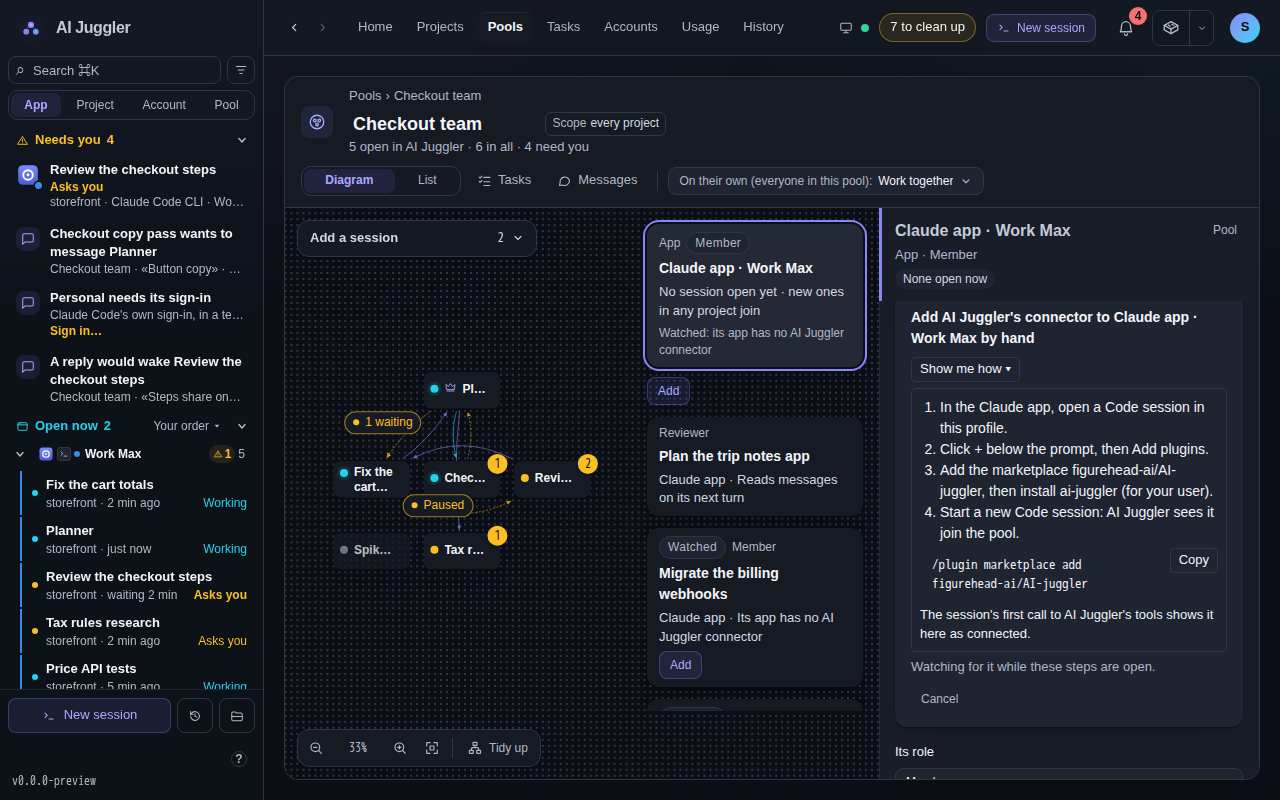 AI Juggler
Search ⌘K
App Project Account Pool
Needs you 4
Review the checkout steps
Asks you
storefront · Claude Code CLI · Wo…
Checkout copy pass wants to
message Planner
Checkout team · «Button copy» · …
Personal needs its sign-in
Claude Code's own sign-in, in a te…
Sign in…
A reply would wake Review the
checkout steps
Checkout team · «Steps share on…
Open now 2 Your order
Work Max 1 5
Fix the cart totals
storefront · 2 min ago Working
Planner
storefront · just now Working
Review the checkout steps
storefront · waiting 2 min Asks you
Tax rules research
storefront · 2 min ago Asks you
Price API tests
storefront · 5 min ago Working
New session
?
v0.0.0-preview
Home Projects Pools Tasks Accounts Usage History
7 to clean up
New session
4
S
Pools › Checkout team
Checkout team
Scope every project
5 open in AI Juggler · 6 in all · 4 need you
Diagram List Tasks Messages
On their own (everyone in this pool): Work together
Add a session 2
Pl…
1 waiting
Fix the
cart…
Chec… 1
Revi… 2
Paused
Spik…
Tax r… 1
33%
Tidy up
App Member
Claude app · Work Max
No session open yet · new ones
in any project join
Watched: its app has no AI Juggler
connector
Add
Reviewer
Plan the trip notes app
Claude app · Reads messages
on its next turn
Watched Member
Migrate the billing
webhooks
Claude app · Its app has no AI
Juggler connector
Add
Claude app · Work Max Pool
App · Member
None open now
Add AI Juggler's connector to Claude app ·
Work Max by hand
Show me how ▾
1. In the Claude app, open a Code session in
this profile.
2. Click + below the prompt, then Add plugins.
3. Add the marketplace figurehead-ai/AI-
juggler, then install ai-juggler (for your user).
4. Start a new Code session: AI Juggler sees it
join the pool.
/plugin marketplace add
figurehead-ai/AI-juggler
Copy
The session's first call to AI Juggler's tools shows it
here as connected.
Watching for it while these steps are open.
Cancel
Its role